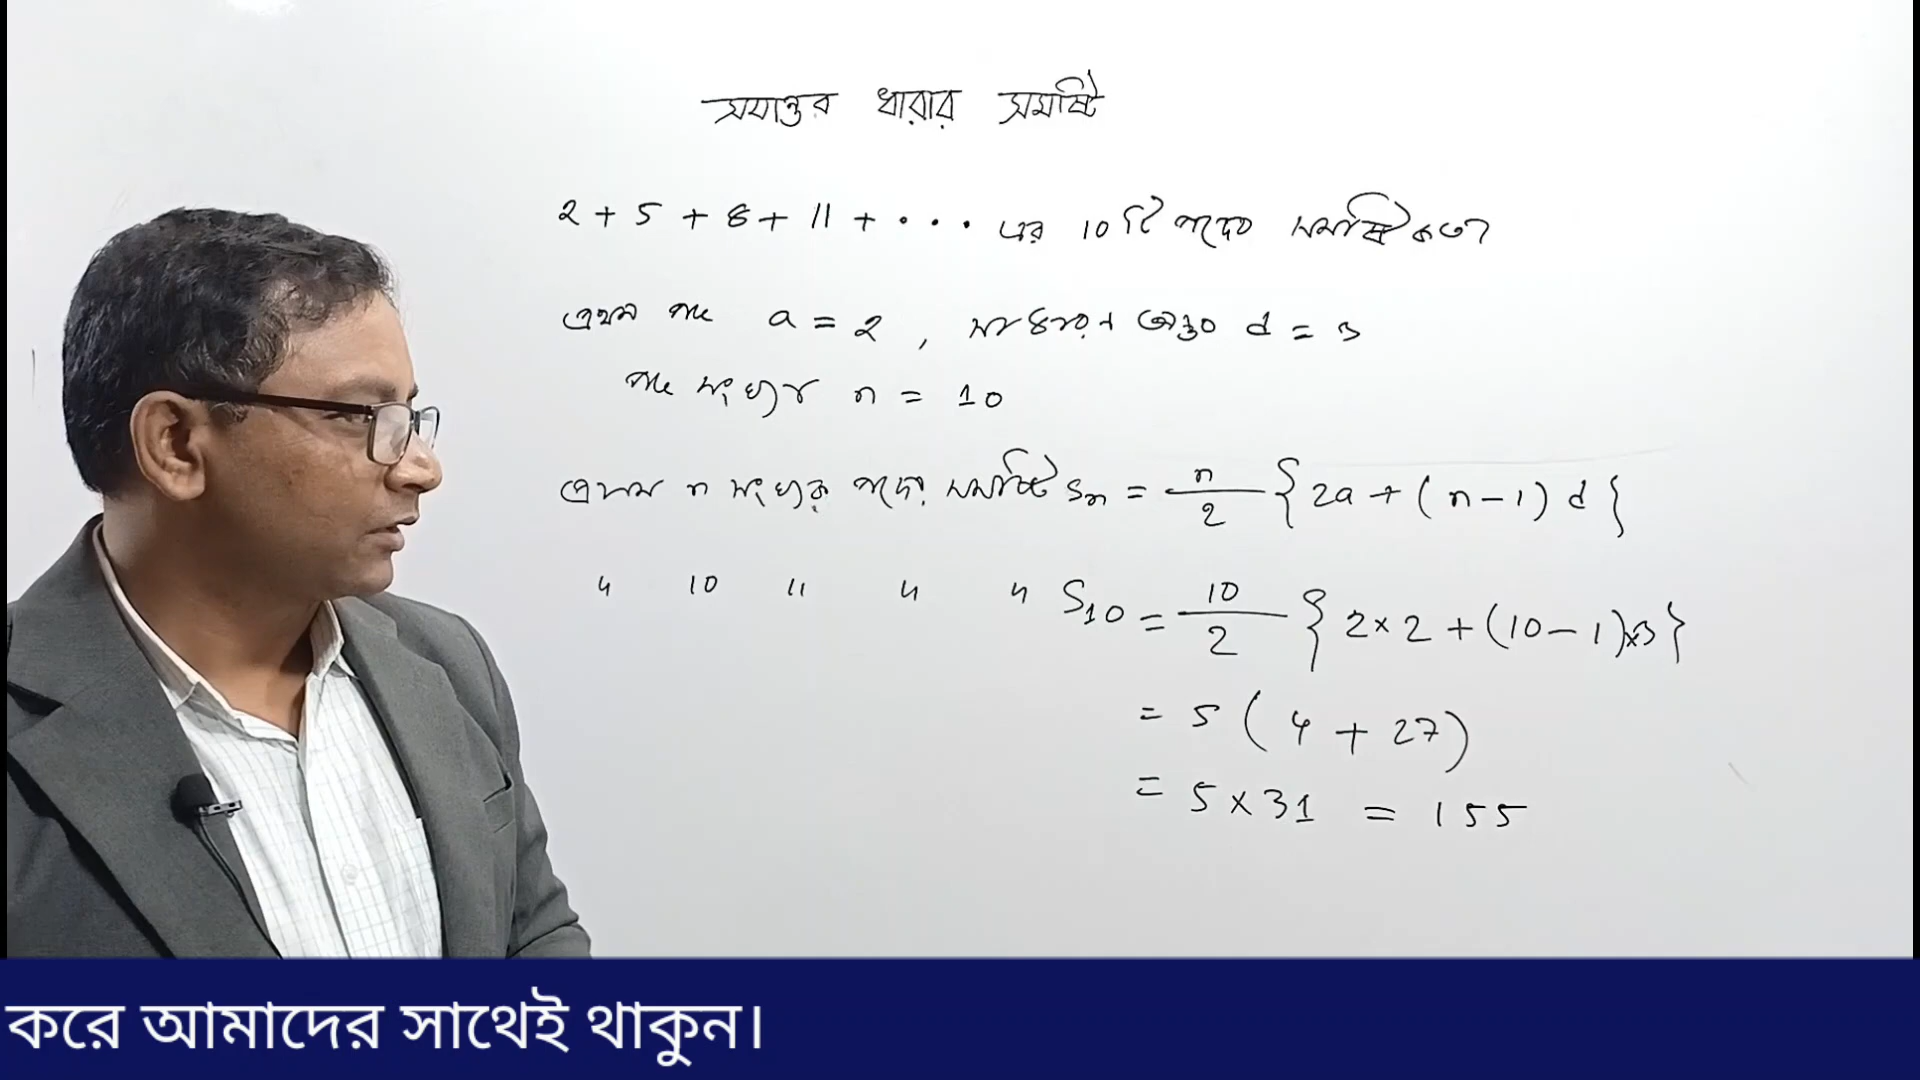 সমান্তর ধারার সমষ্টি
2 + 5 + 8 + 11 + . . . এর 10 টি পদের সমষ্টি কত?
প্রথম পদ a = 2 , সাধারণ অন্তর d = 3
পদ সংখ্যা n = 10
প্রথম n সংখ্যক পদের সমষ্টি Sn = n/2 {2a + (n - 1) d}
" 10 " " " S10 = 10/2 {2 × 2 + (10 - 1)×3}
= 5 (4 + 27)
= 5 × 31 = 155
করে আমাদের সাথেই থাকুন।